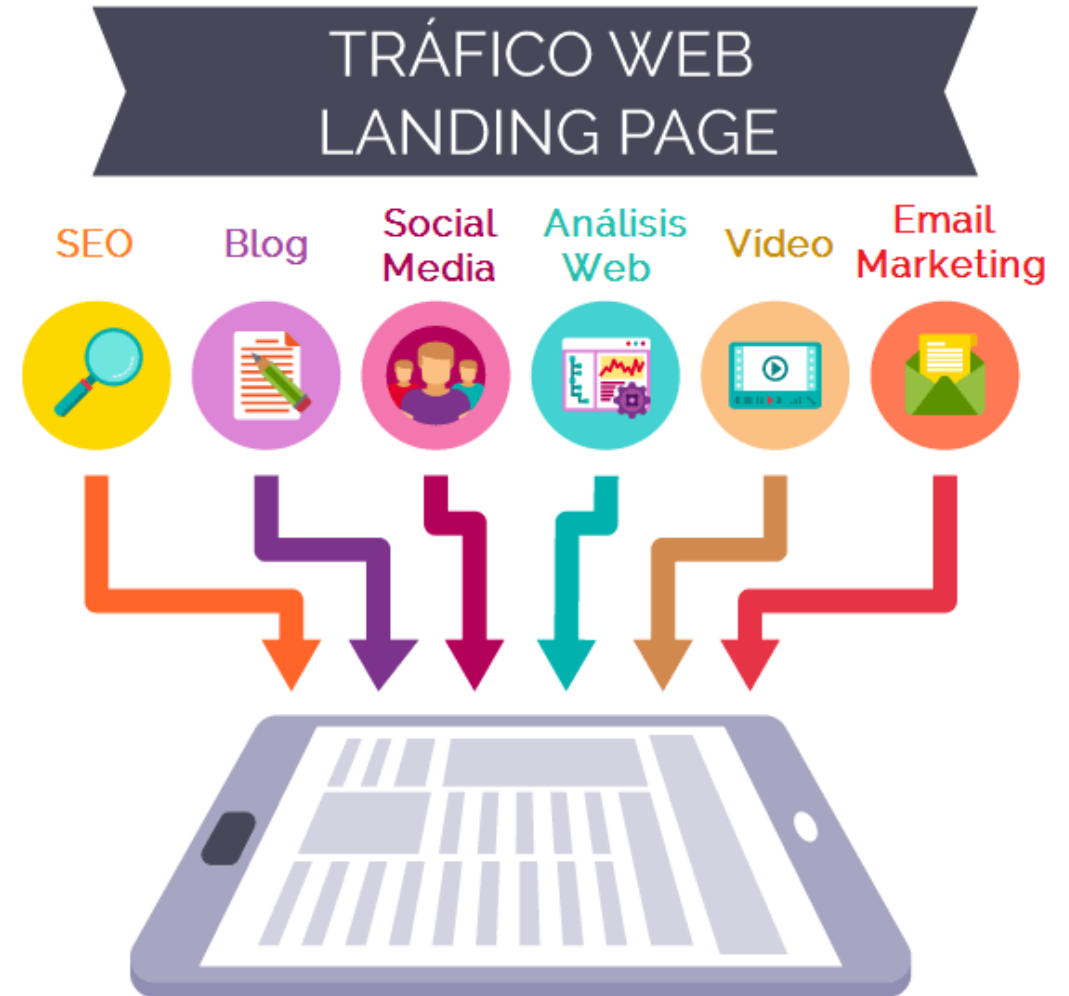 TRÁFICO WEB
LANDING PAGE
SEO
Blog
Social
Media
Análisis
Web
Vídeo
Email
Marketing